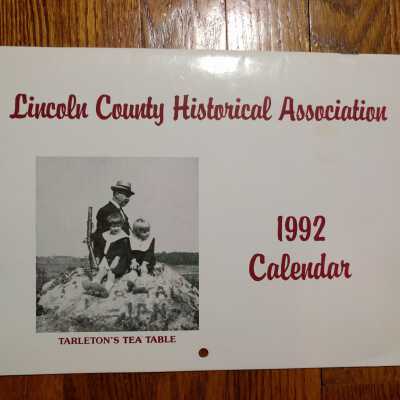 Lincoln County Historical Association
1992
Calendar
TARLETON'S TEA TABLE